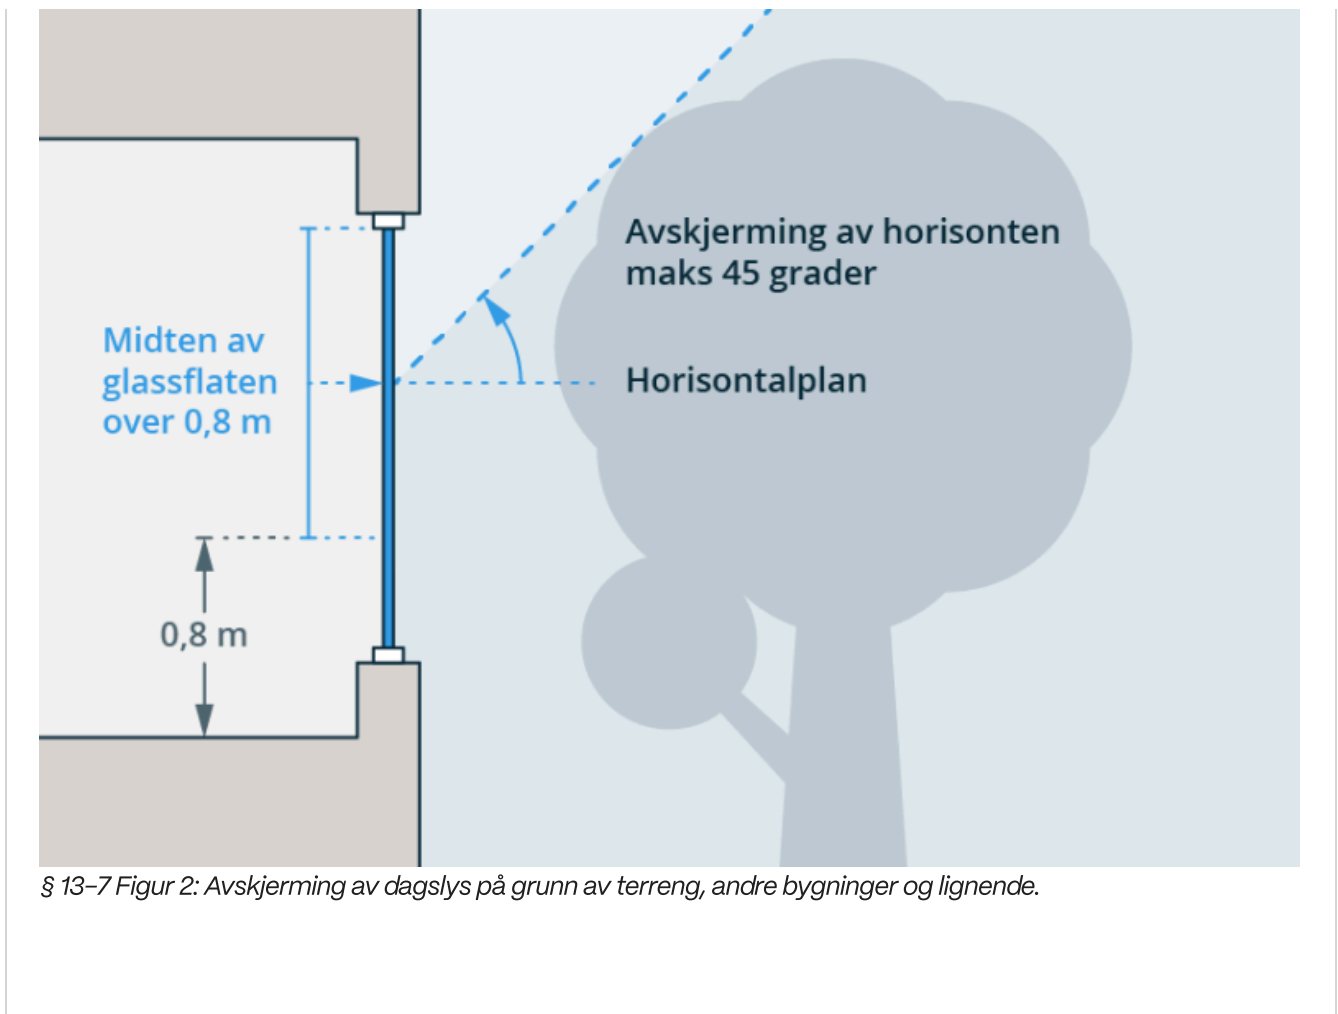 Avskjerming av horisonten
maks 45 grader
Midten av
glassflaten
over 0,8 m
Horisontalplan
0,8 m
§ 13–7 Figur 2: Avskjerming av dagslys på grunn av terreng, andre bygninger og lignende.